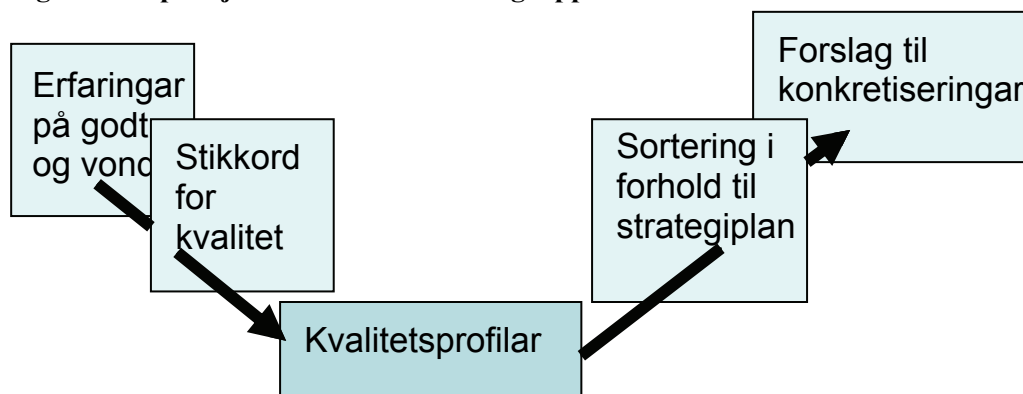 Erfaringar
på godt
og vond
Stikkord
for
kvalitet
Kvalitetsprofilar
Sortering i
forhold til
strategiplan
Forslag til
konkretiseringar